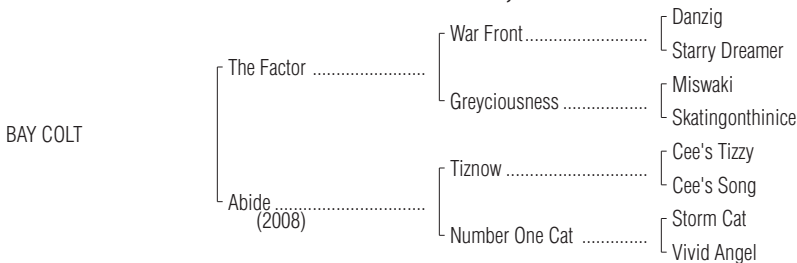 Danzig
War Front..............................
Starry Dreamer
The Factor ...........................
Miswaki
Greyciousness .....................
Skatingonthinice
BAY COLT
Cee's Tizzy
Tiznow ...................................
Cee's Song
Abide ....................................
(2008)
Storm Cat
Number One Cat ................
Vivid Angel